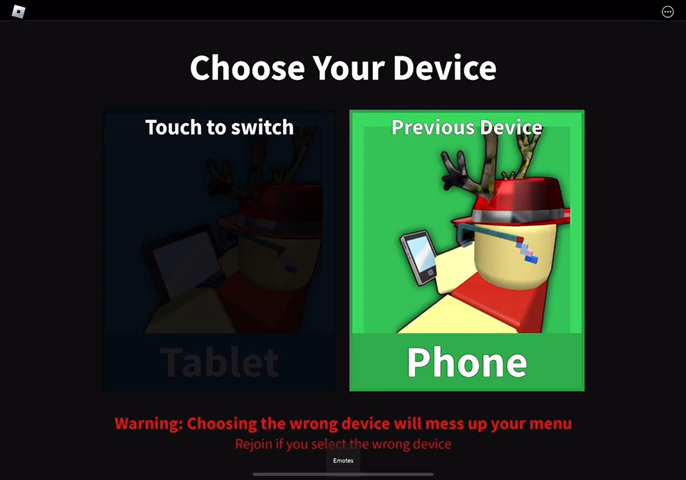 Choose Your Device
Touch to switch
Previous Device
Tablet
Phone
Warning: Choosing the wrong device will mess up your menu
Rejoin if you select the wrong device
Emotes